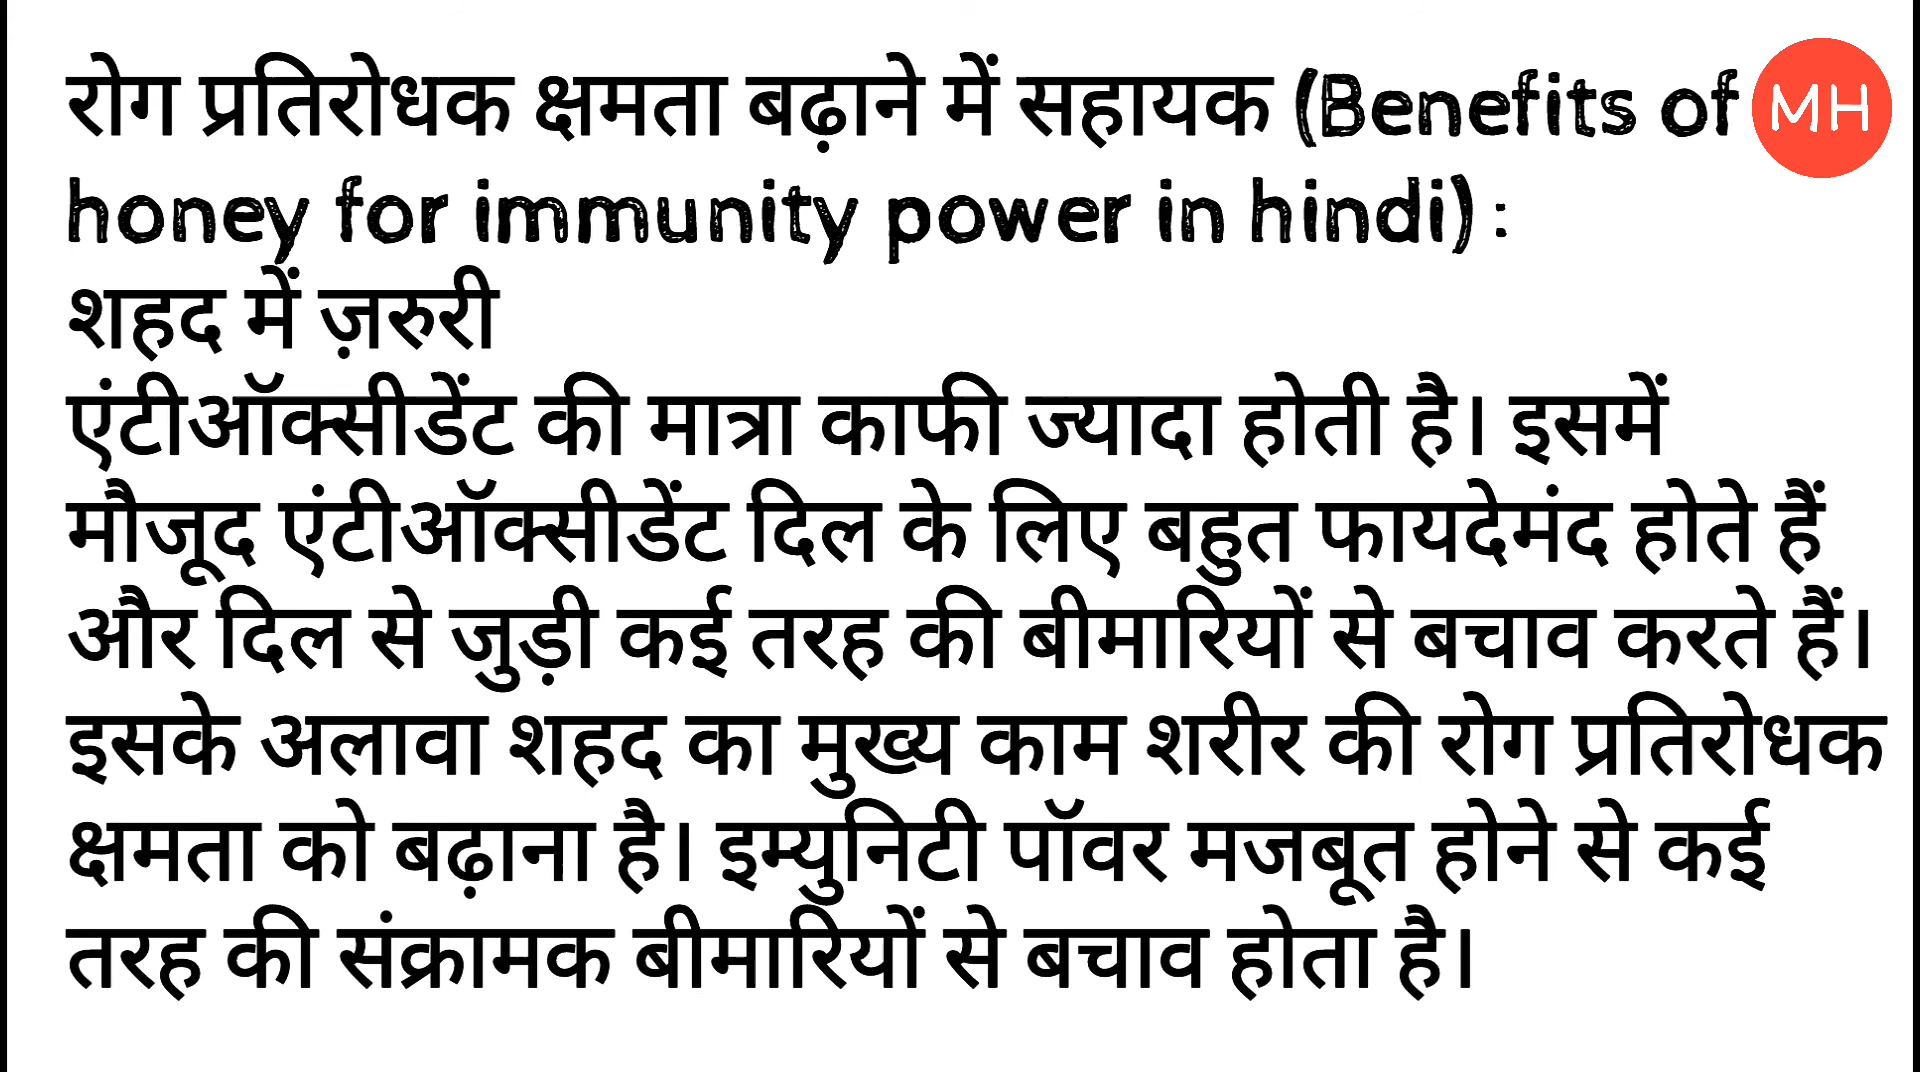 रोग प्रतिरोधक क्षमता बढ़ाने में सहायक (Benefits of
MH
honey for immunity power in hindi) :
शहद में ज़रुरी
एंटीऑक्सीडेंट की मात्रा काफी ज्यादा होती है। इसमें
मौजूद एंटीऑक्सीडेंट दिल के लिए बहुत फायदेमंद होते हैं
और दिल से जुड़ी कई तरह की बीमारियों से बचाव करते हैं।
इसके अलावा शहद का मुख्य काम शरीर की रोग प्रतिरोधक
क्षमता को बढ़ाना है। इम्युनिटी पॉवर मजबूत होने से कई
तरह की संक्रामक बीमारियों से बचाव होता है।